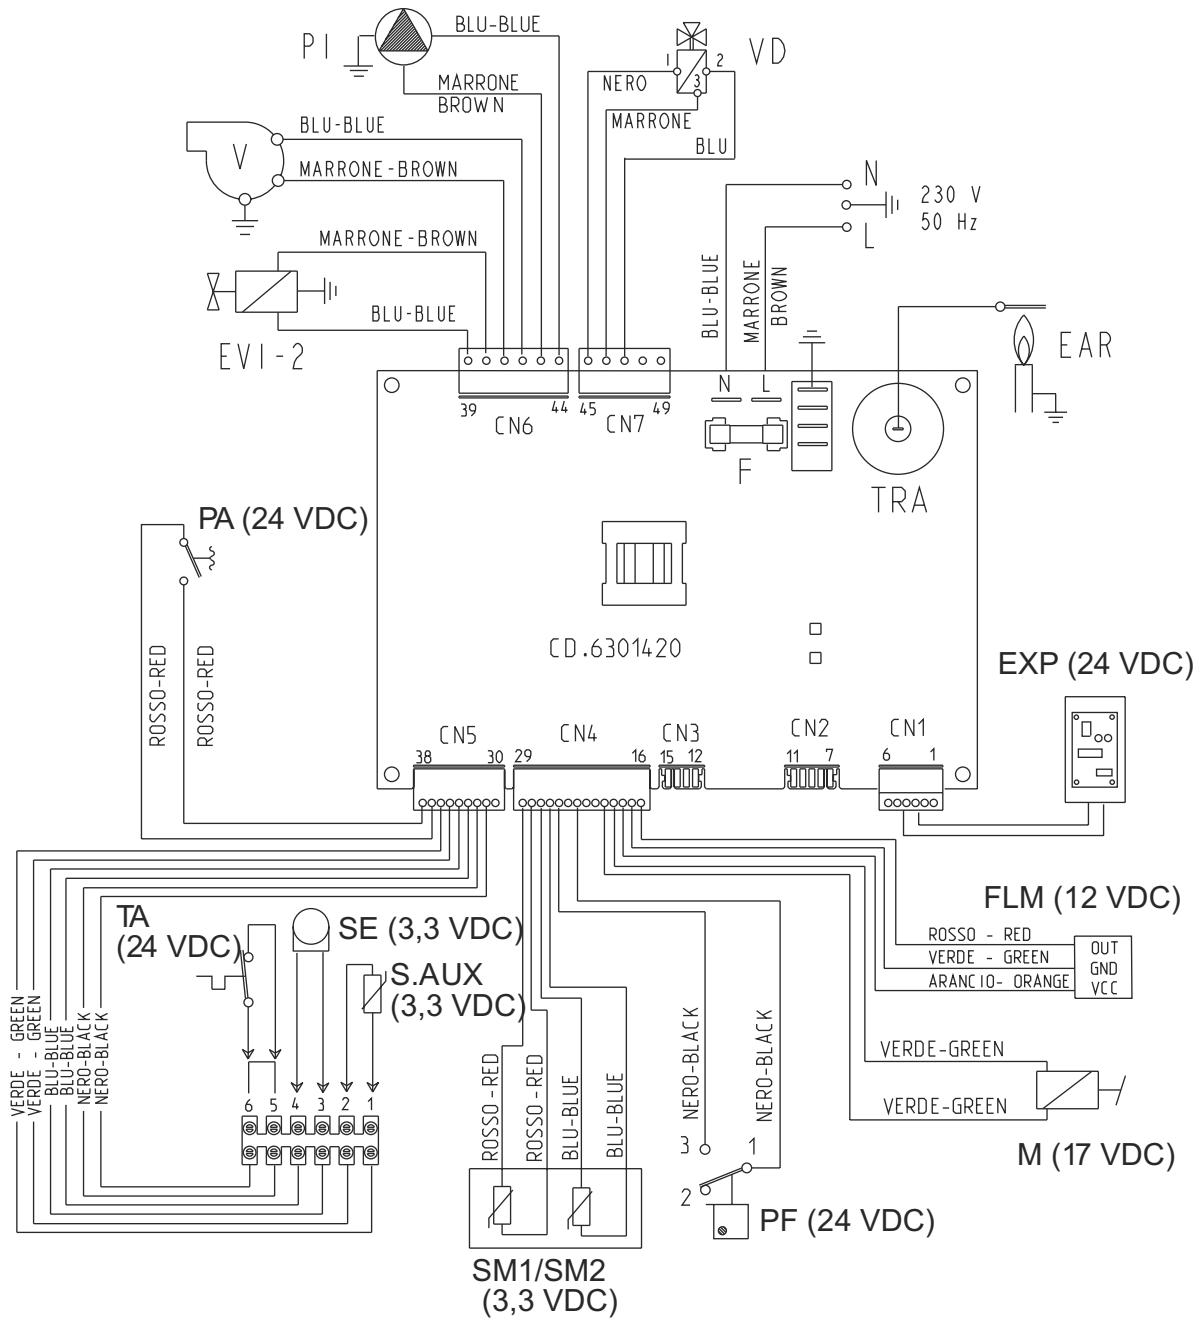 PI
BLU-BLUE
MARRONE
BROWN
1
2
3
VD
NERO
MARRONE
BLU
V
BLU-BLUE
MARRONE-BROWN
N
230 V
50 Hz
L
MARRONE-BROWN
BLU-BLUE
EV1-2
BLU-BLUE
MARRONE
BROWN
EAR
39
44
CN6
45
49
CN7
N
L
F
TRA
PA (24 VDC)
ROSSO-RED
ROSSO-RED
CD.6301420
EXP (24 VDC)
CN5
38
30
CN4
29
16
CN3
15
12
CN2
11
7
CN1
6
1
TA
(24 VDC)
SE (3,3 VDC)
S.AUX
(3,3 VDC)
FLM (12 VDC)
ROSSO - RED
VERDE - GREEN
ARANCIO- ORANGE
OUT
GND
VCC
VERDE - GREEN
VERDE - GREEN
BLU-BLUE
BLU-BLUE
NERO-BLACK
NERO-BLACK
6
5
4
3
2
1
ROSSO-RED
ROSSO-RED
BLU-BLUE
BLU-BLUE
NERO-BLACK
NERO-BLACK
3
1
2
VERDE-GREEN
VERDE-GREEN
M (17 VDC)
PF (24 VDC)
SM1/SM2
(3,3 VDC)